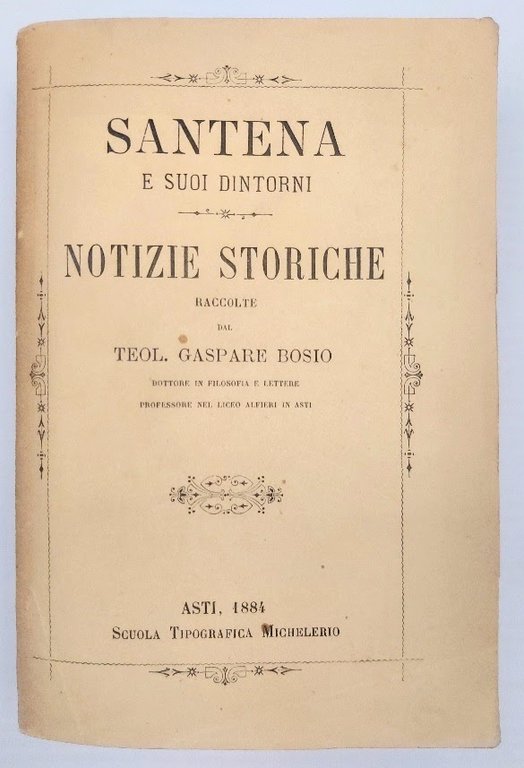 SANTENA
E SUOI DINTORNI
NOTIZIE STORICHE
RACCOLTE
DAL
TEOL. GASPARE BOSIO
DOTTORE IN FILOSOFIA E LETTERE
PROFESSORE NEL LICEO ALFIERI IN ASTI
ASTI, 1884
SCUOLA TIPOGRAFICA MICHELERIO